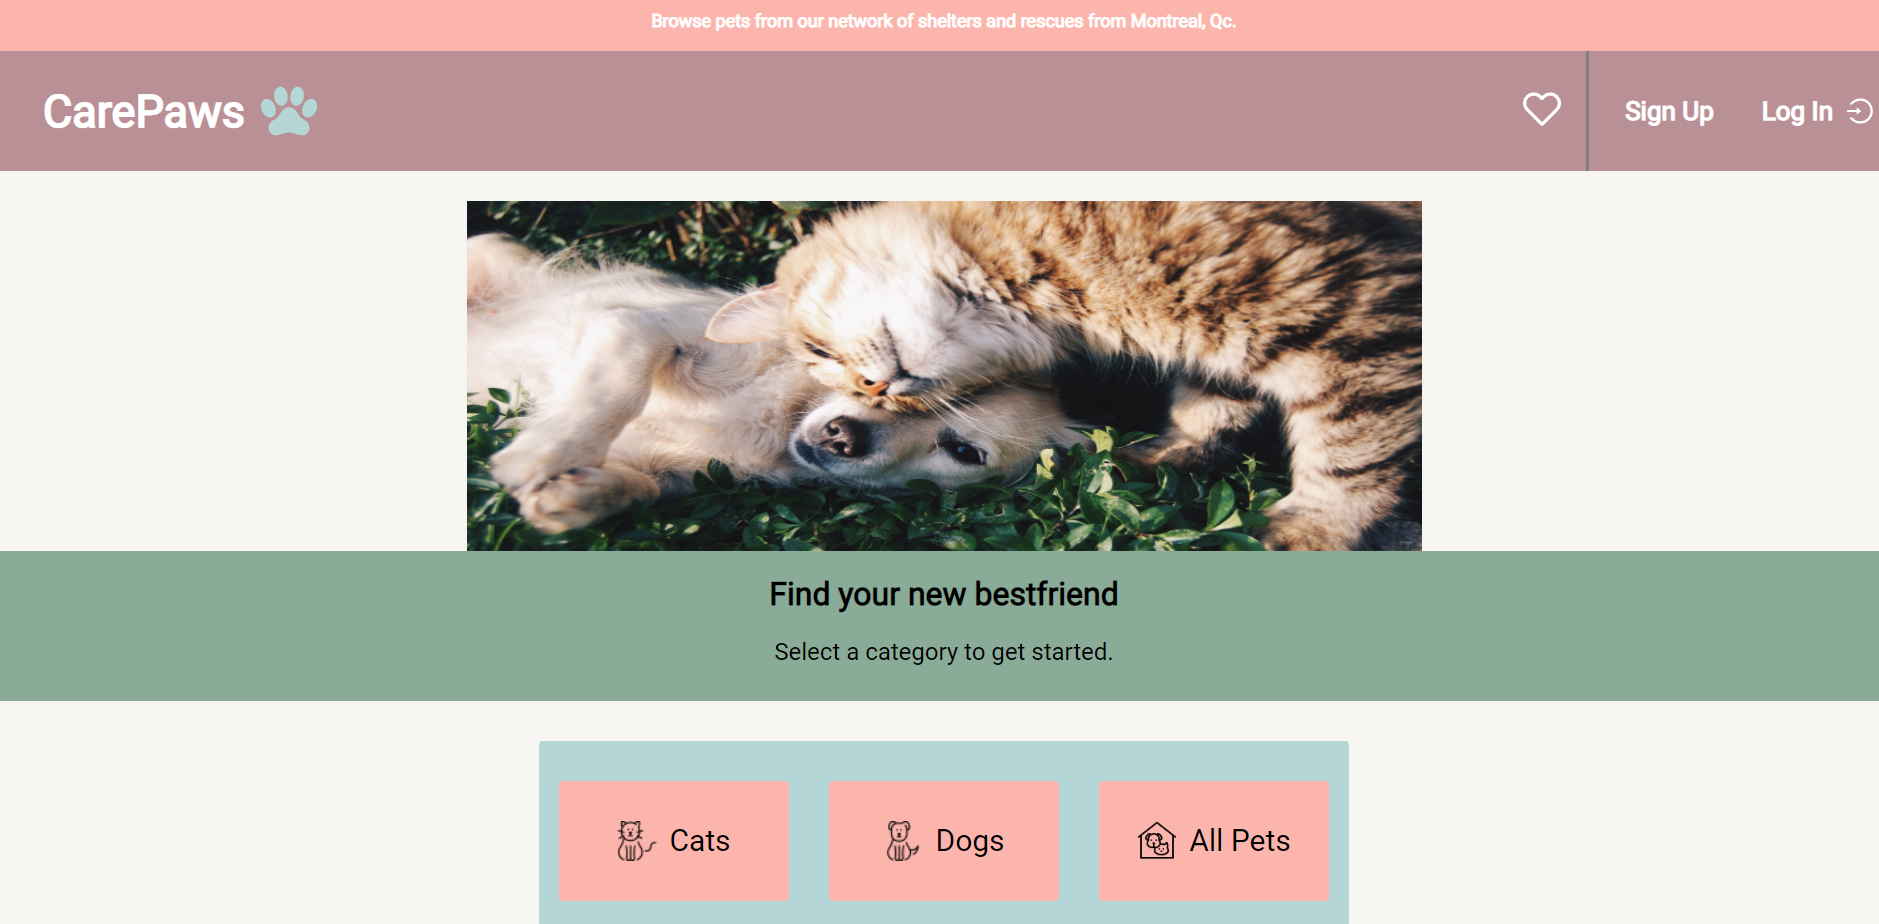 Browse pets from our network of shelters and rescues from Montreal, Qc.
CarePaws
Sign Up
Log In
Find your new bestfriend
Select a category to get started.
Cats
Dogs
All Pets